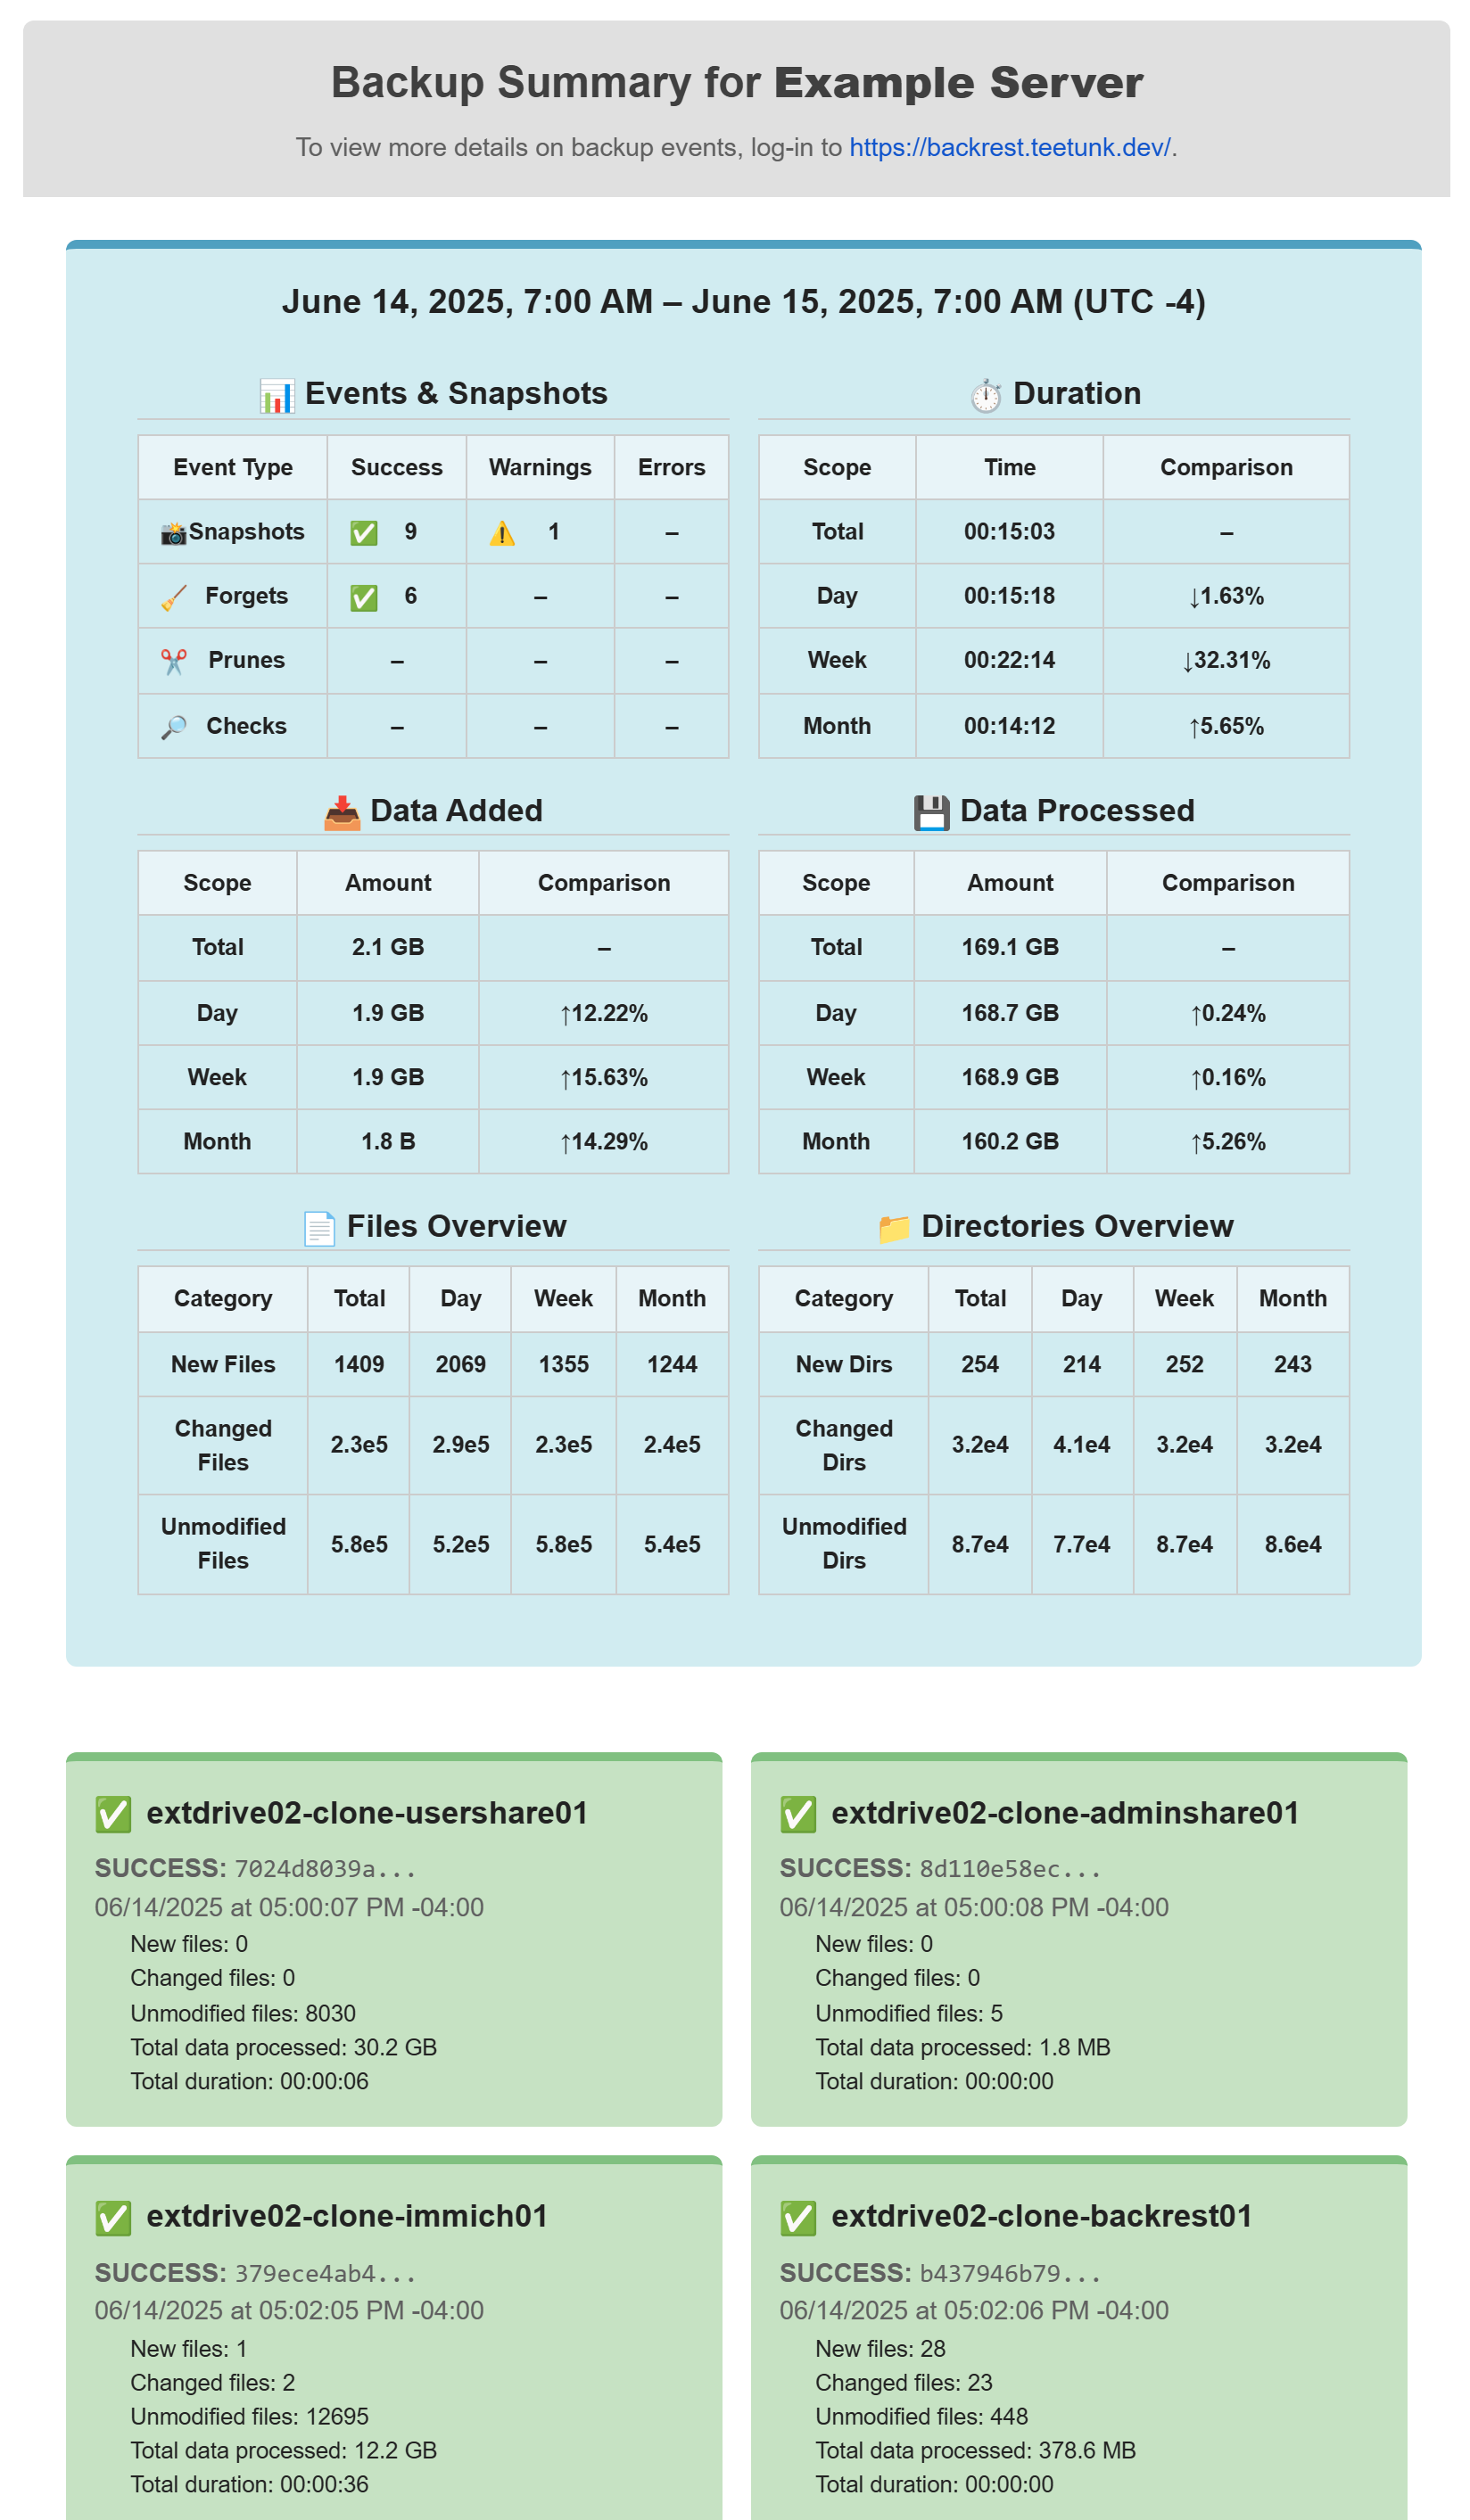 Backup Summary for Example Server
To view more details on backup events, log-in to https://backrest.teetunk.dev/.
June 14, 2025, 7:00 AM – June 15, 2025, 7:00 AM (UTC -4)
📊 Events & Snapshots
Event Type Success Warnings Errors
📸Snapshots ✅ 9 ⚠️ 1 –
🧹 Forgets ✅ 6 – –
✂️ Prunes – – –
🔎 Checks – – –
⏱️ Duration
Scope Time Comparison
Total 00:15:03 –
Day 00:15:18 ↓1.63%
Week 00:22:14 ↓32.31%
Month 00:14:12 ↑5.65%
📥 Data Added
Scope Amount Comparison
Total 2.1 GB –
Day 1.9 GB ↑12.22%
Week 1.9 GB ↑15.63%
Month 1.8 B ↑14.29%
💾 Data Processed
Scope Amount Comparison
Total 169.1 GB –
Day 168.7 GB ↑0.24%
Week 168.9 GB ↑0.16%
Month 160.2 GB ↑5.26%
📄 Files Overview
Category Total Day Week Month
New Files 1409 2069 1355 1244
Changed
Files 2.3e5 2.9e5 2.3e5 2.4e5
Unmodified
Files 5.8e5 5.2e5 5.8e5 5.4e5
📁 Directories Overview
Category Total Day Week Month
New Dirs 254 214 252 243
Changed
Dirs 3.2e4 4.1e4 3.2e4 3.2e4
Unmodified
Dirs 8.7e4 7.7e4 8.7e4 8.6e4
✅ extdrive02-clone-usershare01
SUCCESS: 7024d8039a...
06/14/2025 at 05:00:07 PM -04:00
New files: 0
Changed files: 0
Unmodified files: 8030
Total data processed: 30.2 GB
Total duration: 00:00:06
✅ extdrive02-clone-adminshare01
SUCCESS: 8d110e58ec...
06/14/2025 at 05:00:08 PM -04:00
New files: 0
Changed files: 0
Unmodified files: 5
Total data processed: 1.8 MB
Total duration: 00:00:00
✅ extdrive02-clone-immich01
SUCCESS: 379ece4ab4...
06/14/2025 at 05:02:05 PM -04:00
New files: 1
Changed files: 2
Unmodified files: 12695
Total data processed: 12.2 GB
Total duration: 00:00:36
✅ extdrive02-clone-backrest01
SUCCESS: b437946b79...
06/14/2025 at 05:02:06 PM -04:00
New files: 28
Changed files: 23
Unmodified files: 448
Total data processed: 378.6 MB
Total duration: 00:00:00